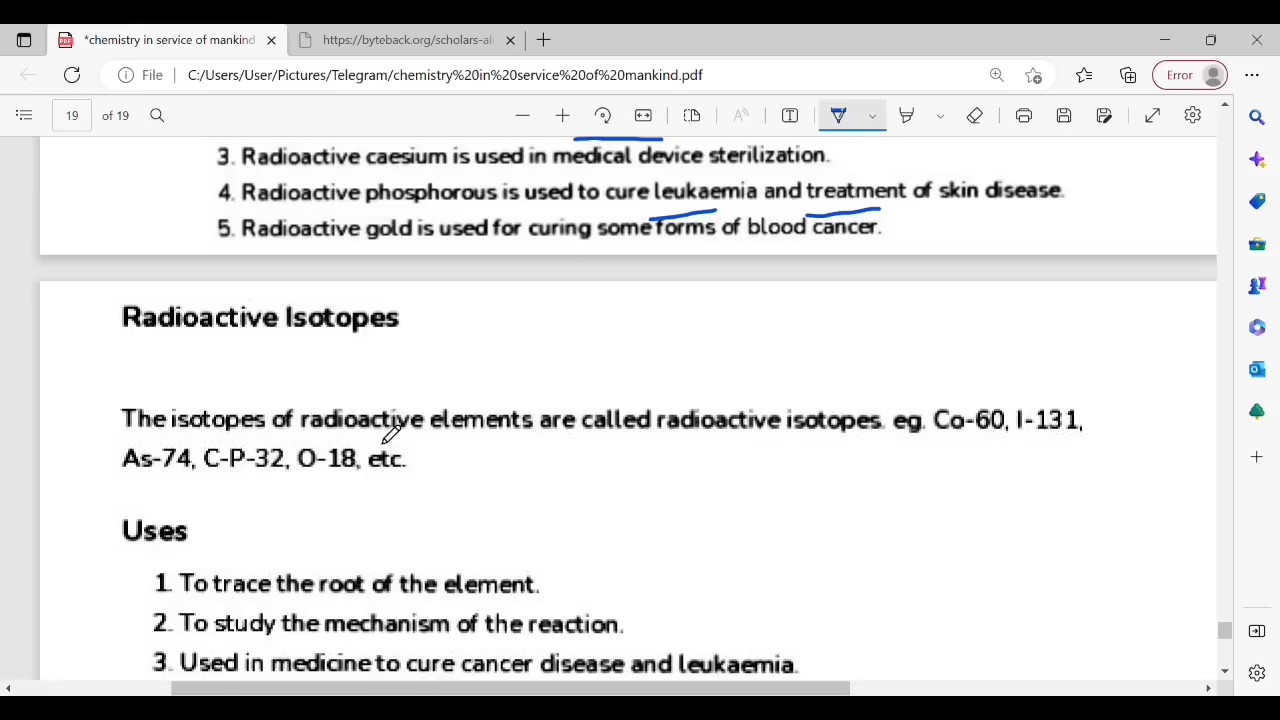 *chemistry in service of mankind
https://byteback.org/scholars-al
File
C:/Users/User/Pictures/Telegram/chemistry%20in%20service%20of%20mankind.pdf
Error
19 of 19
3. Radioactive caesium is used in medical device sterilization.
4. Radioactive phosphorous is used to cure leukaemia and treatment of skin disease.
5. Radioactive gold is used for curing some forms of blood cancer.
Radioactive Isotopes
The isotopes of radioactive elements are called radioactive isotopes. eg. Co-60, I-131,
As-74, C-P-32, O-18, etc.
Uses
1. To trace the root of the element.
2. To study the mechanism of the reaction.
3. Used in medicine to cure cancer disease and leukaemia.